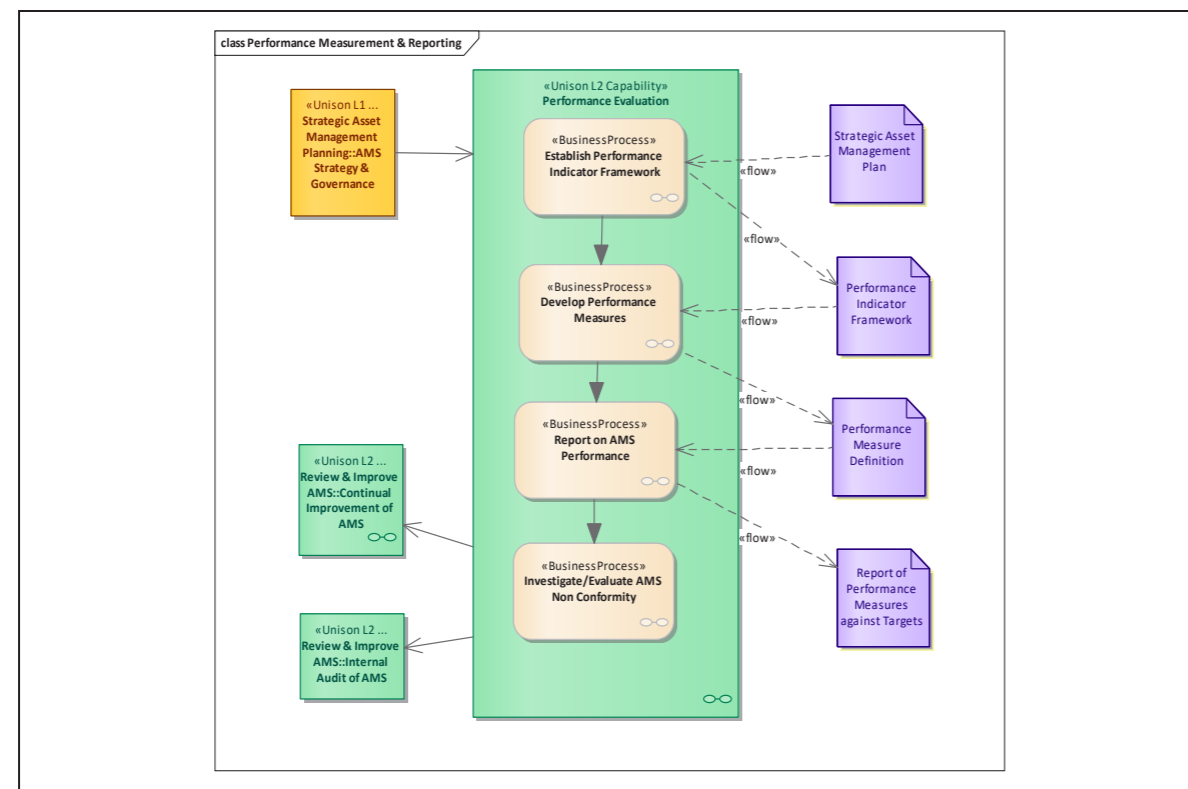 class Performance Measurement & Reporting
«Unison L1 ...
Strategic Asset
Management
Planning::AMS
Strategy &
Governance
«Unison L2 Capability»
Performance Evaluation
«BusinessProcess»
Establish Performance
Indicator Framework
Strategic Asset
Management
Plan
«flow»
«flow»
«BusinessProcess»
Develop Performance
Measures
Performance
Indicator
Framework
«flow»
«flow»
«BusinessProcess»
Report on AMS
Performance
Performance
Measure
Definition
«flow»
«Unison L2 ...
Review & Improve
AMS::Continual
Improvement of
AMS
«flow»
«BusinessProcess»
Investigate/Evaluate AMS
Non Conformity
Report of
Performance
Measures
against Targets
«Unison L2 ...
Review & Improve
AMS::Internal
Audit of AMS